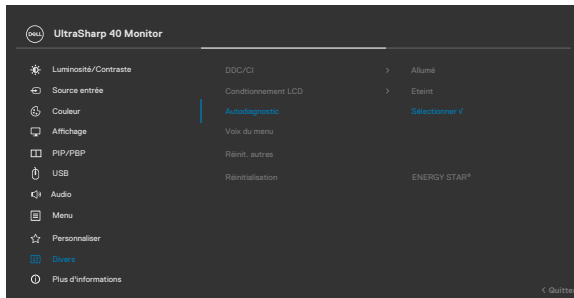 DELL UltraSharp 40 Monitor
Luminosité/Contraste
Source entrée
Couleur
Affichage
PIP/PBP
USB
Audio
Menu
Personnaliser
Divers
Plus d'informations
DDC/CI > Allumé
Condtionnement LCD > Eteint
Autodiagnostic Sélectionner √
Voix du menu
Réinit. autres
Réinitialisation ENERGY STAR®
< Quitter